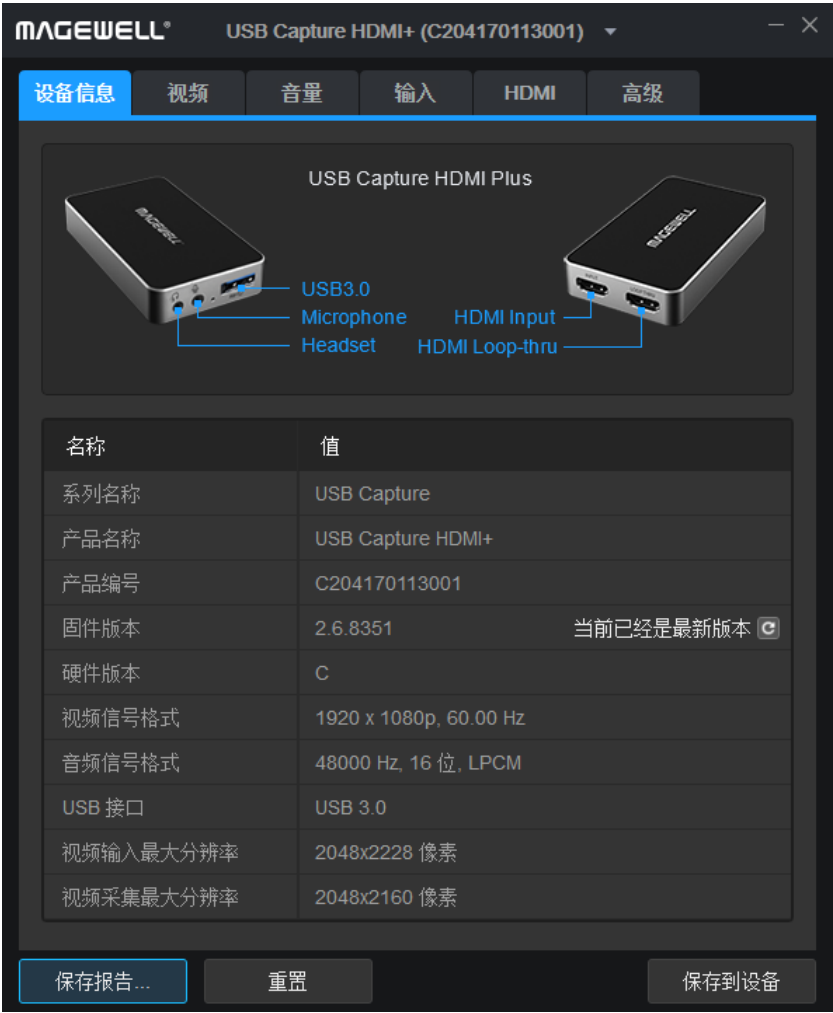 MAGEWELL® USB Capture HDMI+ (C204170113001)
设备信息 视频 音量 输入 HDMI 高级
USB Capture HDMI Plus
MAGEWELL
MAGEWELL
USB3.0
Microphone HDMI Input
Headset HDMI Loop-thru
名称 值
系列名称 USB Capture
产品名称 USB Capture HDMI+
产品编号 C204170113001
固件版本 2.6.8351 当前已经是最新版本
硬件版本 C
视频信号格式 1920 x 1080p, 60.00 Hz
音频信号格式 48000 Hz, 16 位, LPCM
USB 接口 USB 3.0
视频输入最大分辨率 2048x2228 像素
视频采集最大分辨率 2048x2160 像素
保存报告... 重置 保存到设备